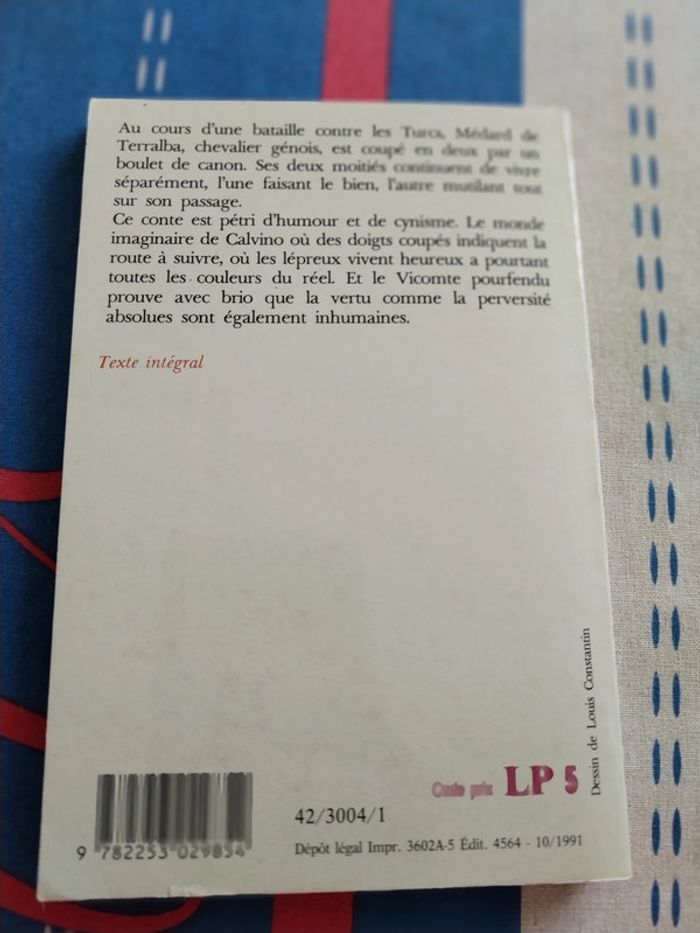 Au cours d'une bataille contre les Turcs, Médard de
Terralba, chevalier génois, est coupé en deux par un
boulet de canon. Ses deux moitiés continuent de vivre
séparément, l'une faisant le bien, l'autre mutilant tout
sur son passage.
Ce conte est pétri d'humour et de cynisme. Le monde
imaginaire de Calvino où des doigts coupés indiquent la
route à suivre, où les lépreux vivent heureux a pourtant
toutes les couleurs du réel. Et le Vicomte pourfendu
prouve avec brio que la vertu comme la perversité
absolues sont également inhumaines.
Texte intégral
Dessin de Louis Constantin
Code prix LP 5
42/3004/1
9 782253 029854
Dépôt légal Impr. 3602A-5 Édit. 4564 - 10/1991